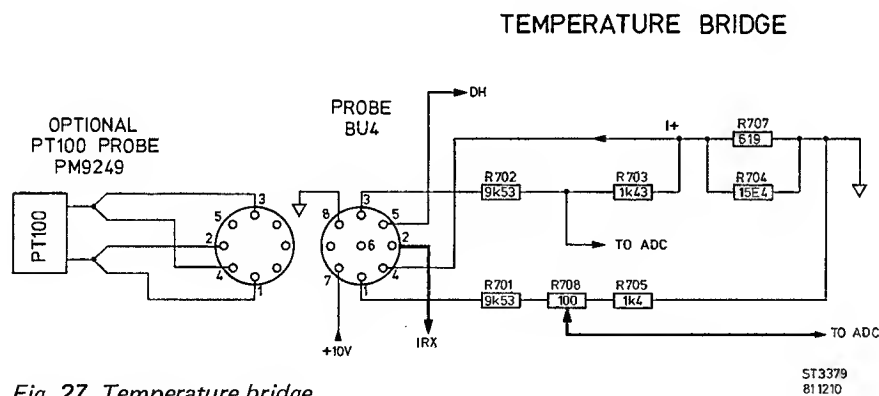 TEMPERATURE BRIDGE
OPTIONAL
PT100 PROBE
PM9249
PT100
3
5
2
4
1
PROBE
BU4
DH
8
3
5
6
2
7
4
1
+10V
IRX
I+
R707
619
R704
15E4
R702
9k53
R703
1k43
TO ADC
R701
9k53
R708
100
R705
1k4
TO ADC
ST3379
811210
Fig. 27 Temperature bridge